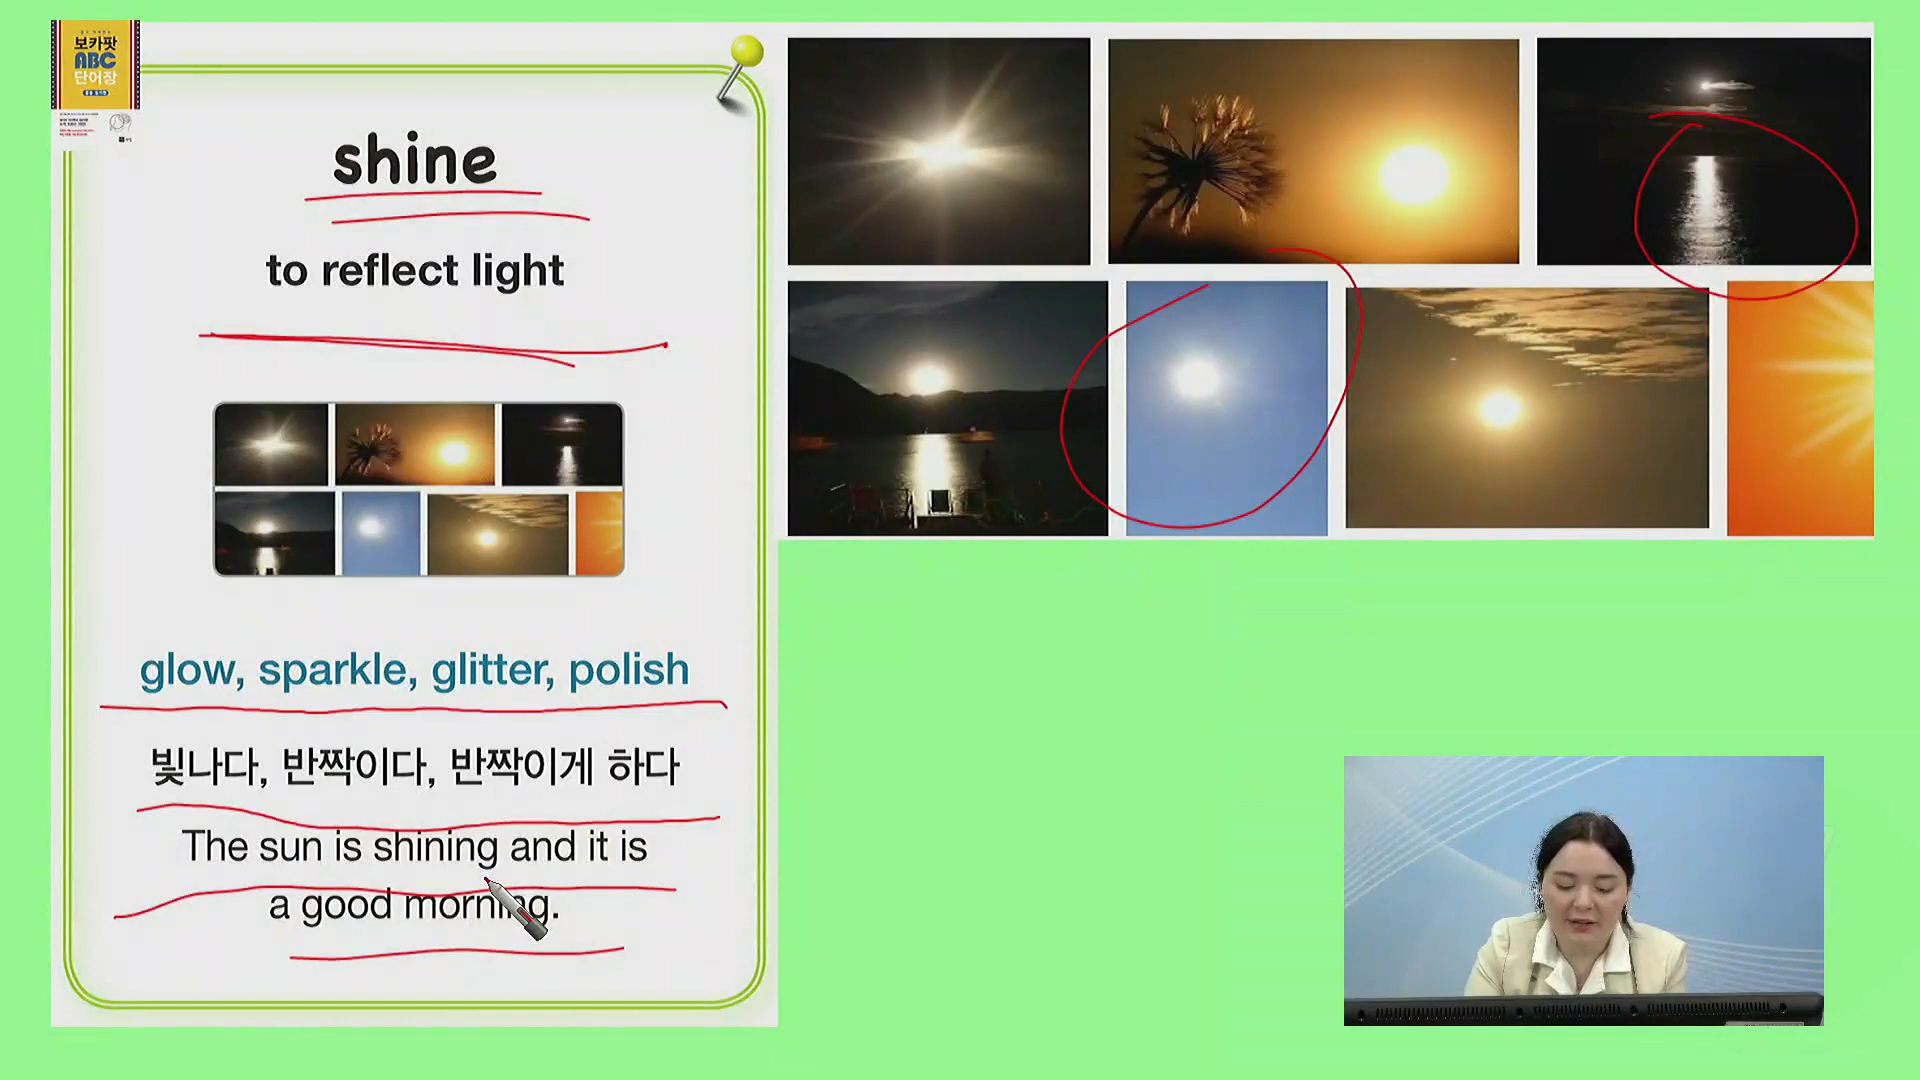 보카팟
ABC
단어장
shine
to reflect light
glow, sparkle, glitter, polish
빛나다, 반짝이다, 반짝이게 하다
The sun is shining and it is
a good morning.